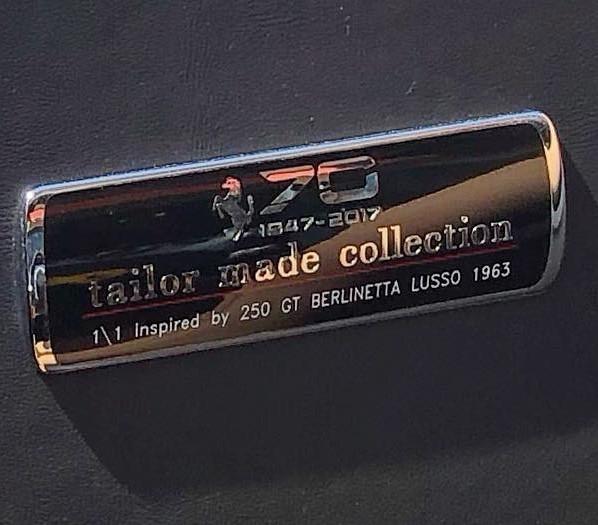 70
1947-2017
tailor made collection
1\1 Inspired by 250 GT BERLINETTA LUSSO 1963